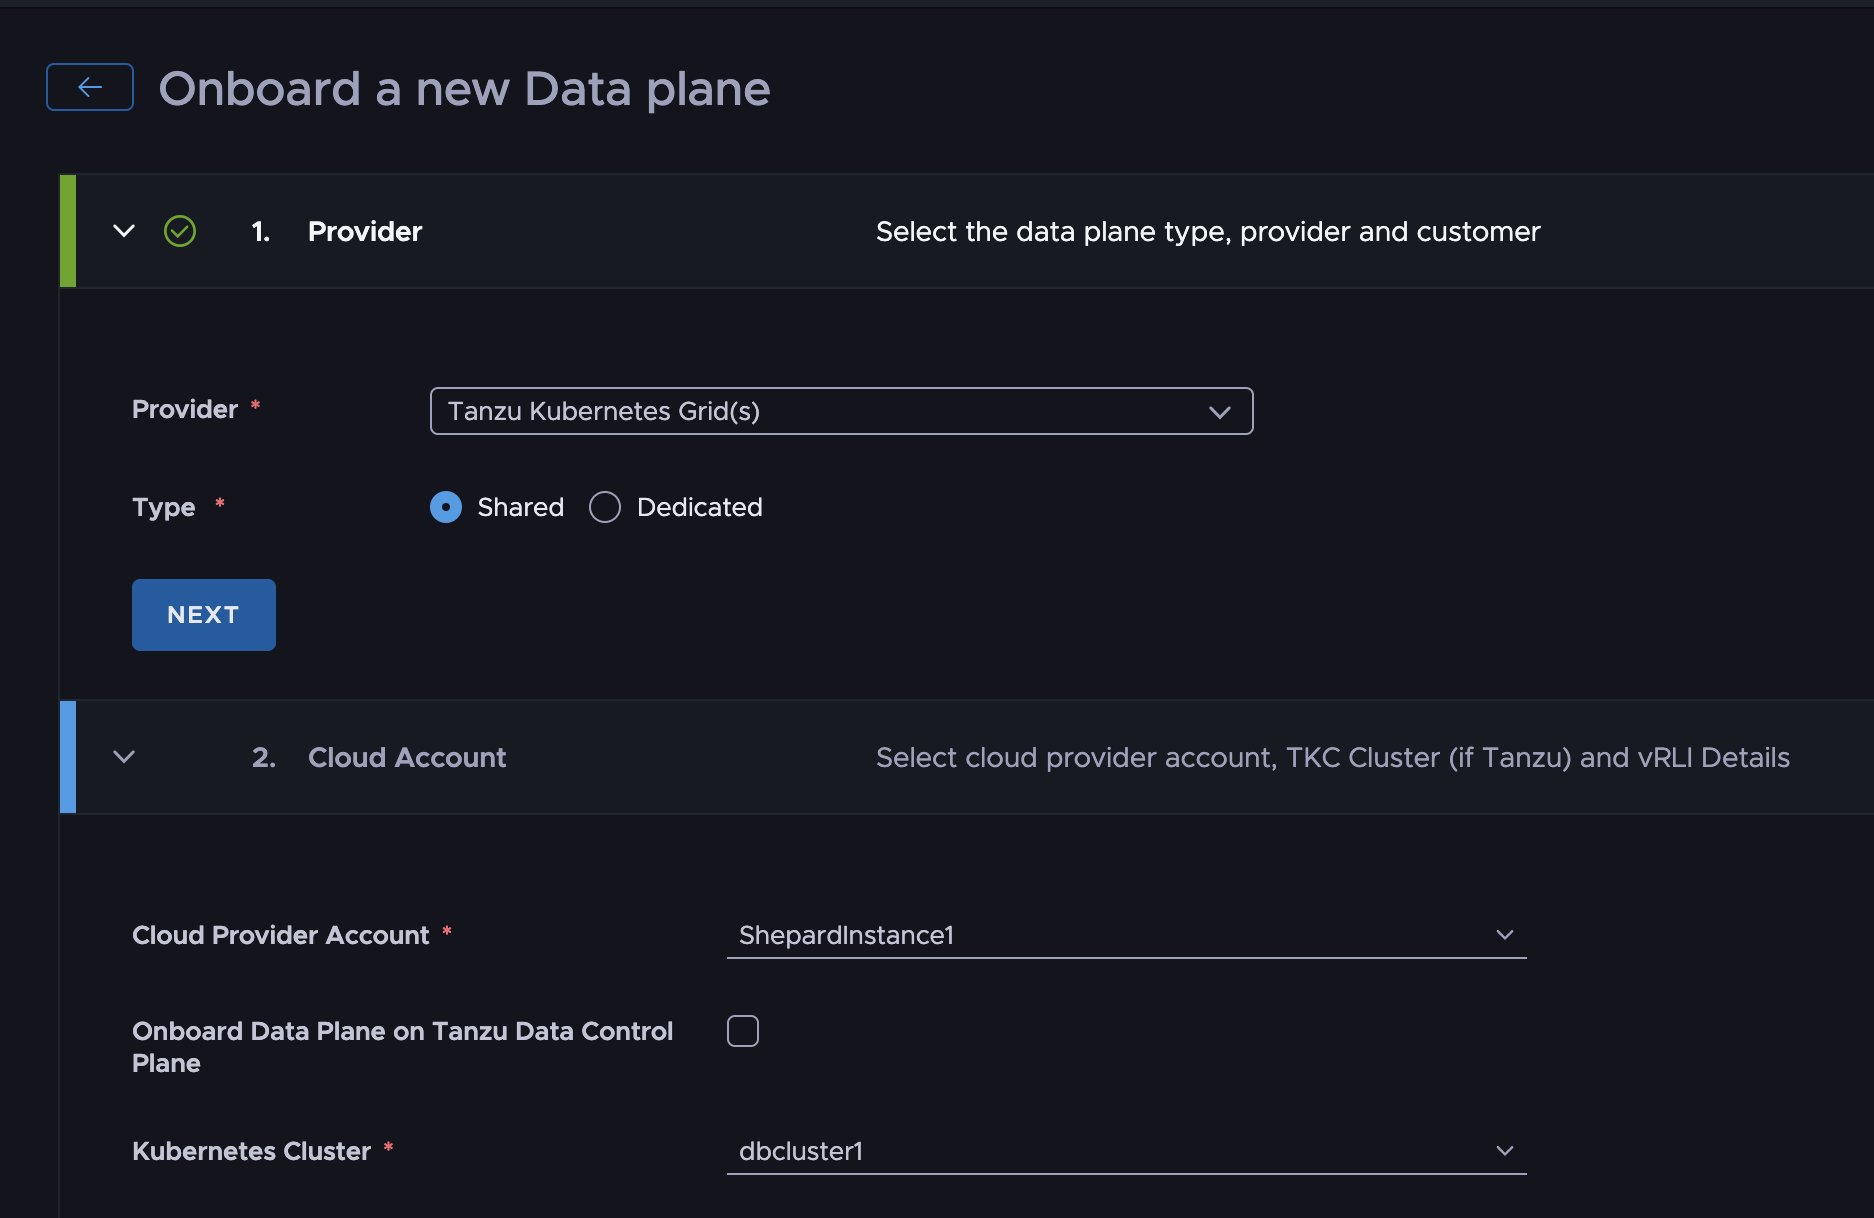 Onboard a new Data plane
1. Provider Select the data plane type, provider and customer
Provider * Tanzu Kubernetes Grid(s)
Type * Shared Dedicated
NEXT
2. Cloud Account Select cloud provider account, TKC Cluster (if Tanzu) and vRLI Details
Cloud Provider Account * ShepardInstance1
Onboard Data Plane on Tanzu Data Control
Plane
Kubernetes Cluster * dbcluster1